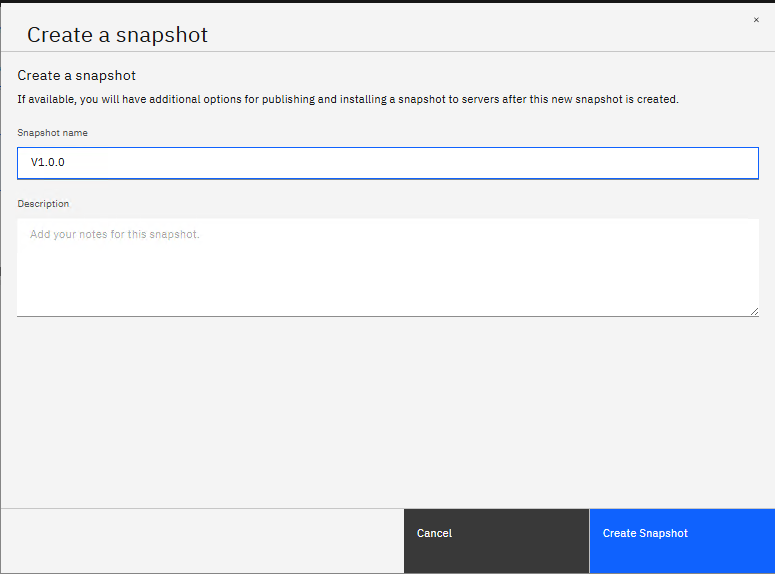 ×
Create a snapshot
Create a snapshot
If available, you will have additional options for publishing and installing a snapshot to servers after this new snapshot is created.
Snapshot name
V1.0.0
Description
Add your notes for this snapshot.
Cancel
Create Snapshot